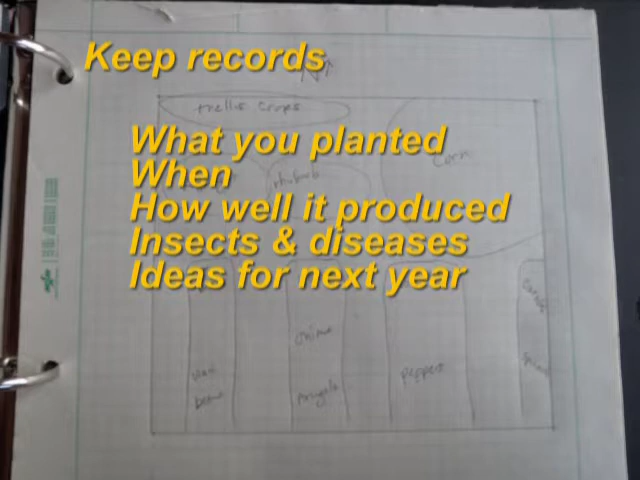 Keep records
N
trellis crops
What you planted
Corn
When
rhubarb
How well it produced
Insects & diseases
Ideas for next year
onions
peppers
Arugula